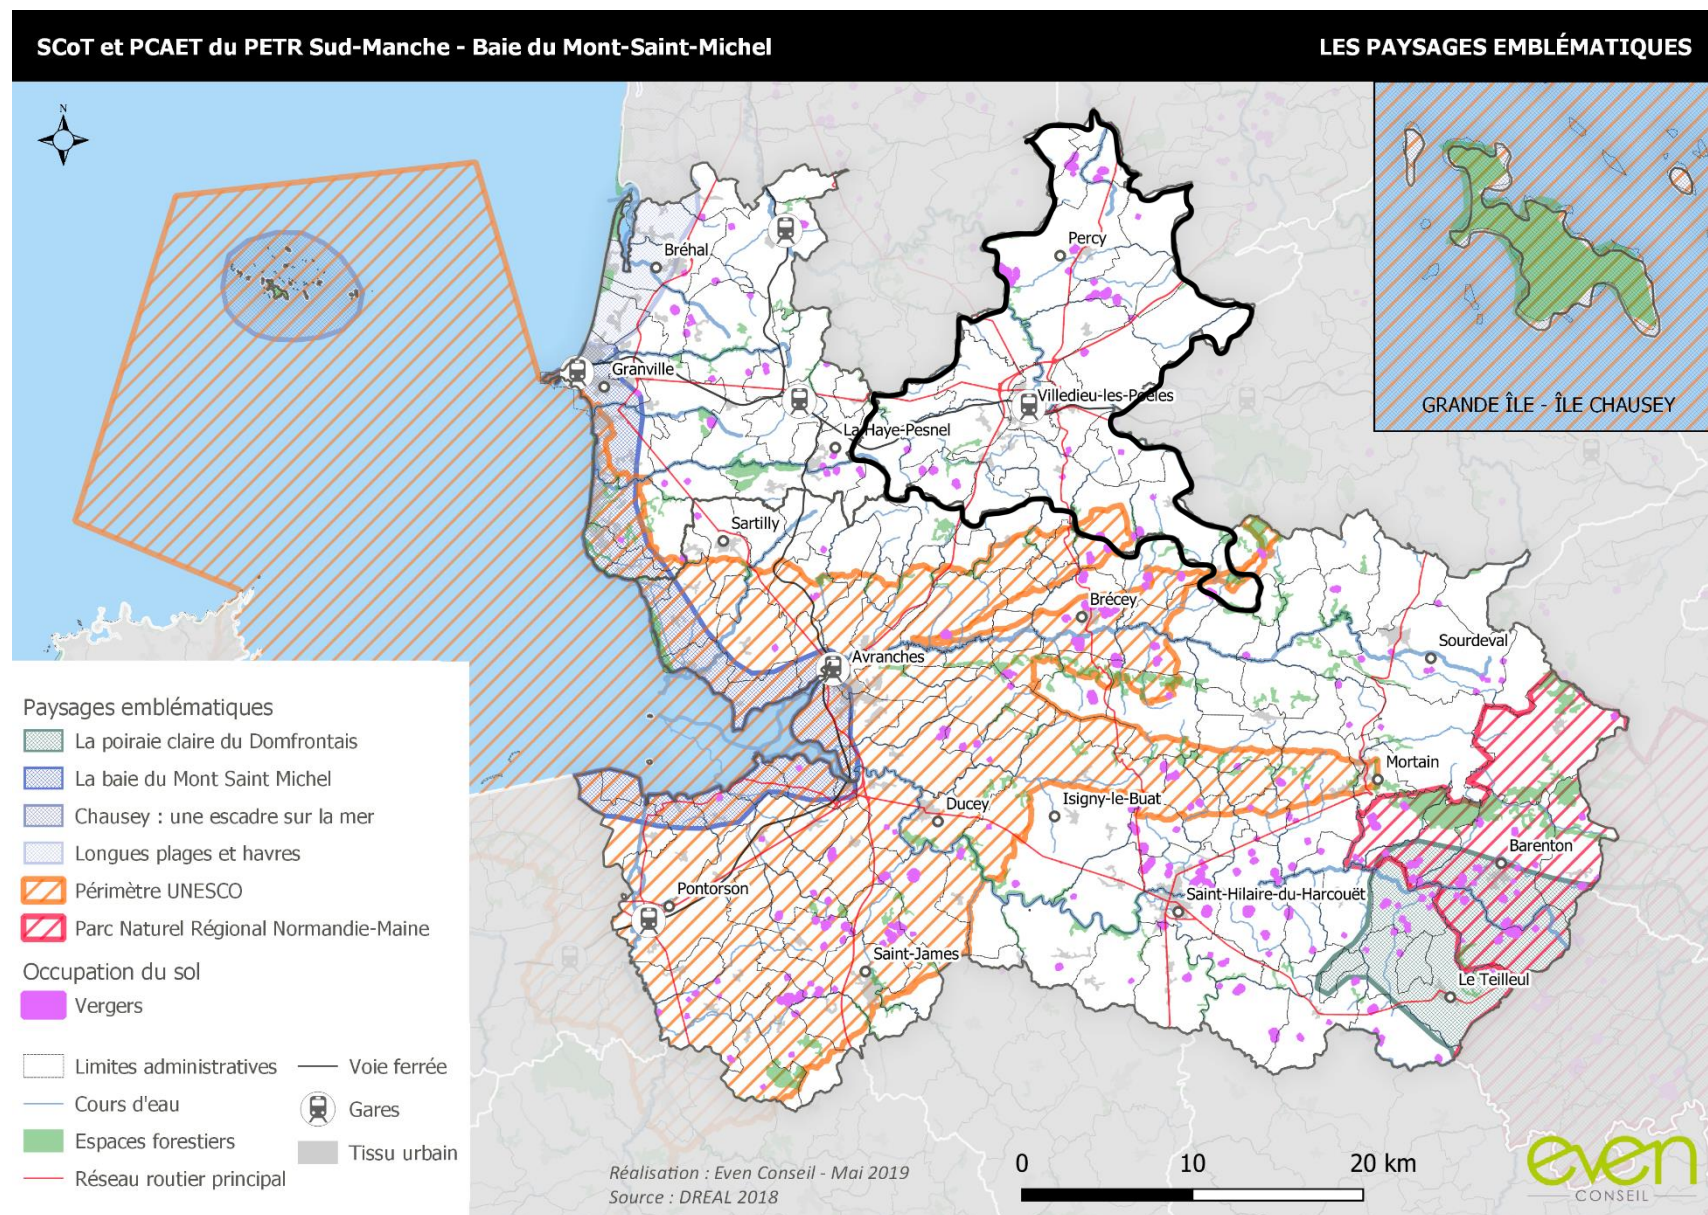 SCoT et PCAET du PETR Sud-Manche - Baie du Mont-Saint-Michel
LES PAYSAGES EMBLÉMATIQUES
N
GRANDE ÎLE - ÎLE CHAUSEY
Percy
Bréhal
Granville
Villedieu-les-Poêles
La Haye-Pesnel
Sartilly
Brécey
Sourdeval
Avranches
Mortain
Ducey
Isigny-le-Buat
Barenton
Pontorson
Saint-Hilaire-du-Harcouët
Saint-James
Le Teilleul
Paysages emblématiques
La poiraie claire du Domfrontais
La baie du Mont Saint Michel
Chausey : une escadre sur la mer
Longues plages et havres
Périmètre UNESCO
Parc Naturel Régional Normandie-Maine
Occupation du sol
Vergers
Limites administratives
Cours d'eau
Espaces forestiers
Réseau routier principal
Voie ferrée
Gares
Tissu urbain
Réalisation : Even Conseil - Mai 2019
Source : DREAL 2018
0 10 20 km
even
CONSEIL